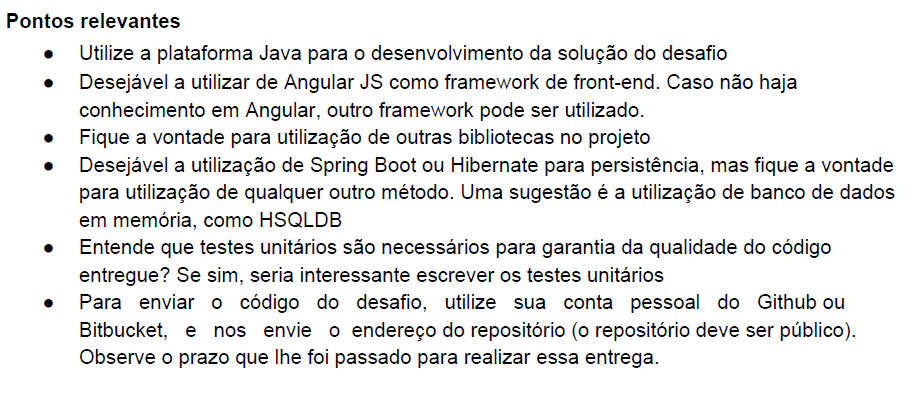 Pontos relevantes
● Utilize a plataforma Java para o desenvolvimento da solução do desafio
● Desejável a utilizar de Angular JS como framework de front-end. Caso não haja
conhecimento em Angular, outro framework pode ser utilizado.
● Fique a vontade para utilização de outras bibliotecas no projeto
● Desejável a utilização de Spring Boot ou Hibernate para persistência, mas fique a vontade
para utilização de qualquer outro método. Uma sugestão é a utilização de banco de dados
em memória, como HSQLDB
● Entende que testes unitários são necessários para garantia da qualidade do código
entregue? Se sim, seria interessante escrever os testes unitários
● Para enviar o código do desafio, utilize sua conta pessoal do Github ou
Bitbucket, e nos envie o endereço do repositório (o repositório deve ser público).
Observe o prazo que lhe foi passado para realizar essa entrega.